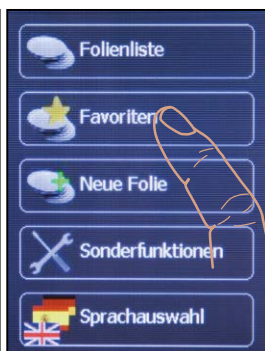 Folienliste
Favoriten
Neue Folie
Sonderfunktionen
Sprachauswahl